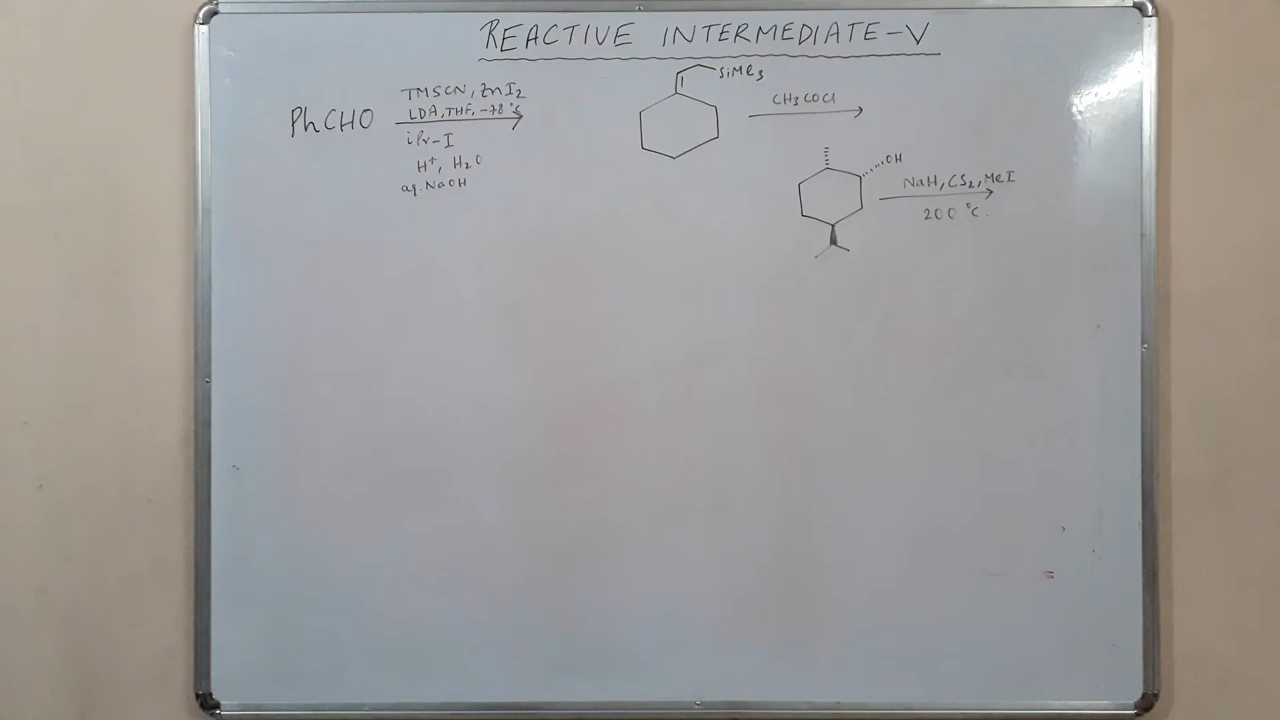 REACTIVE INTERMEDIATE-V
PhCHO
TMSCN, ZnI2
LDA, THF, -78°C
iPr-I
H+, H2O
aq. NaOH
SiMe3
CH3COCl
OH
NaH, CS2, MeI
200 °C.